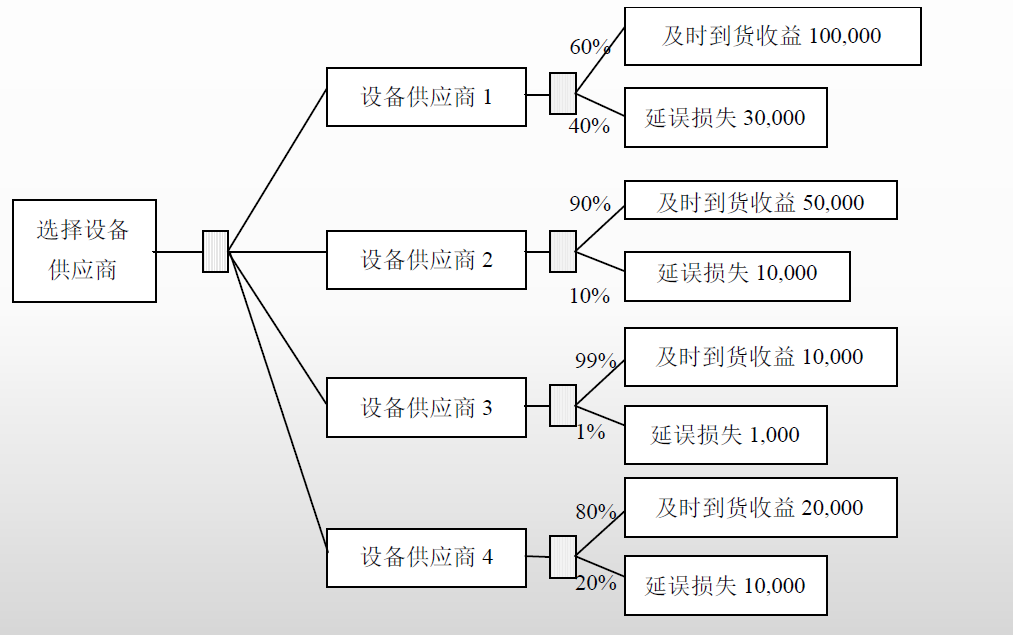 选择设备
供应商
设备供应商 1
60%
及时到货收益 100,000
40%
延误损失 30,000
设备供应商 2
90%
及时到货收益 50,000
10%
延误损失 10,000
设备供应商 3
99%
及时到货收益 10,000
1%
延误损失 1,000
设备供应商 4
80%
及时到货收益 20,000
20%
延误损失 10,000